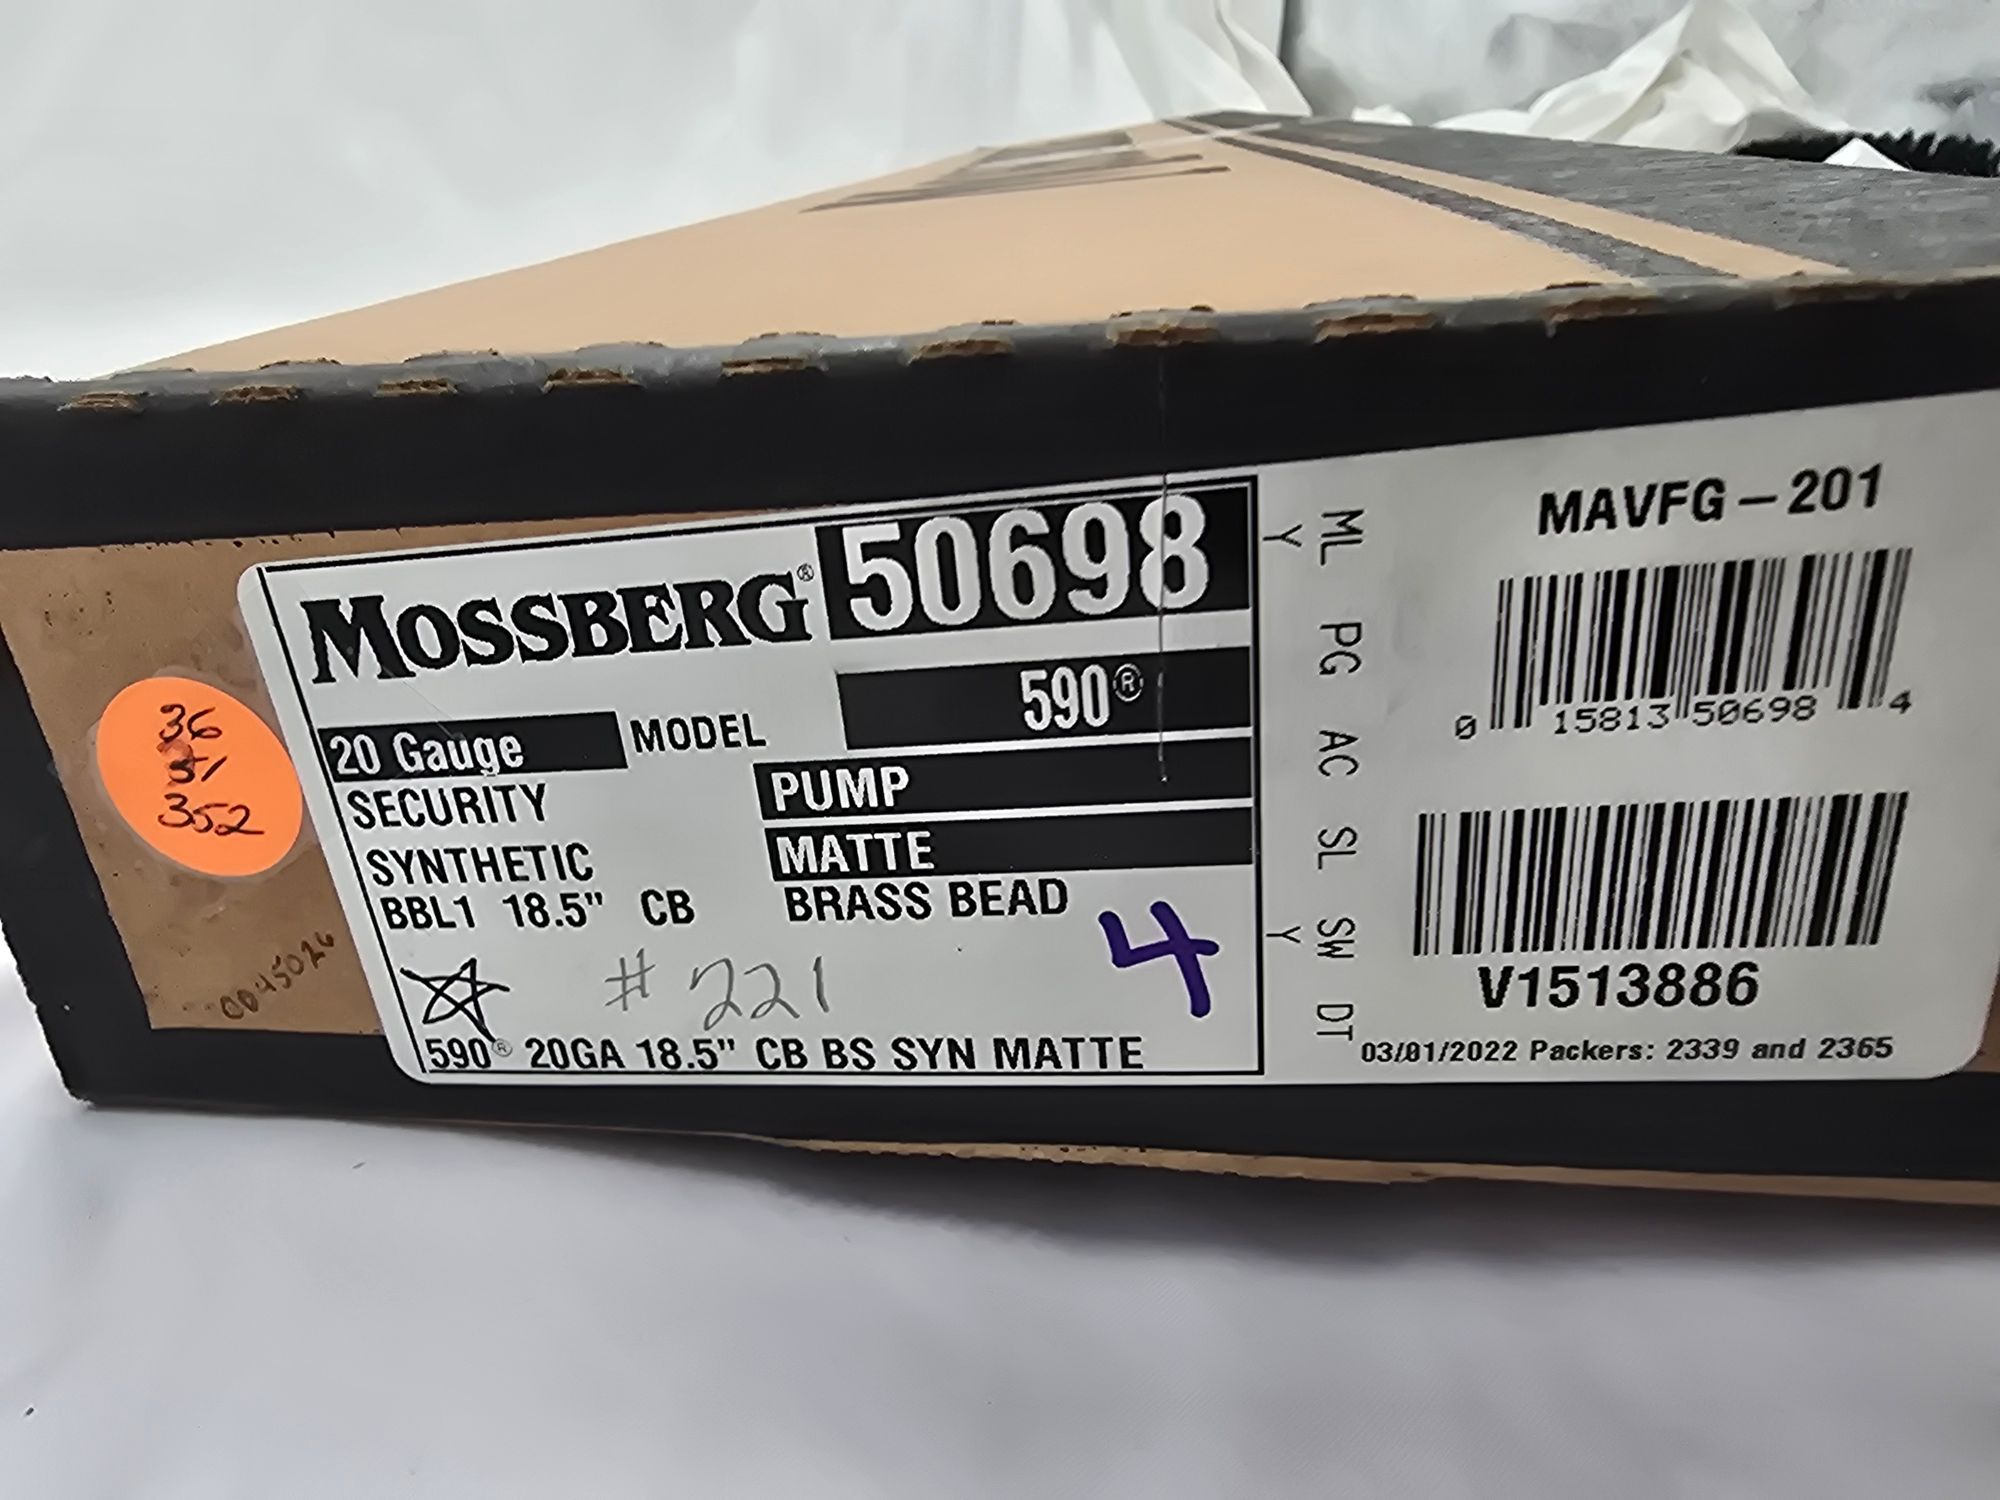 MOSSBERG® 50698
20 Gauge MODEL 590®
SECURITY PUMP
SYNTHETIC MATTE
BBL1 18.5" CB BRASS BEAD
# 221
4
590® 20GA 18.5" CB BS SYN MATTE
ML PG AC SL SW DT
Y Y
MAVFG-201
0 15813 50698 4
V1513886
03/01/2022 Packers: 2339 and 2365
36
352
0045026